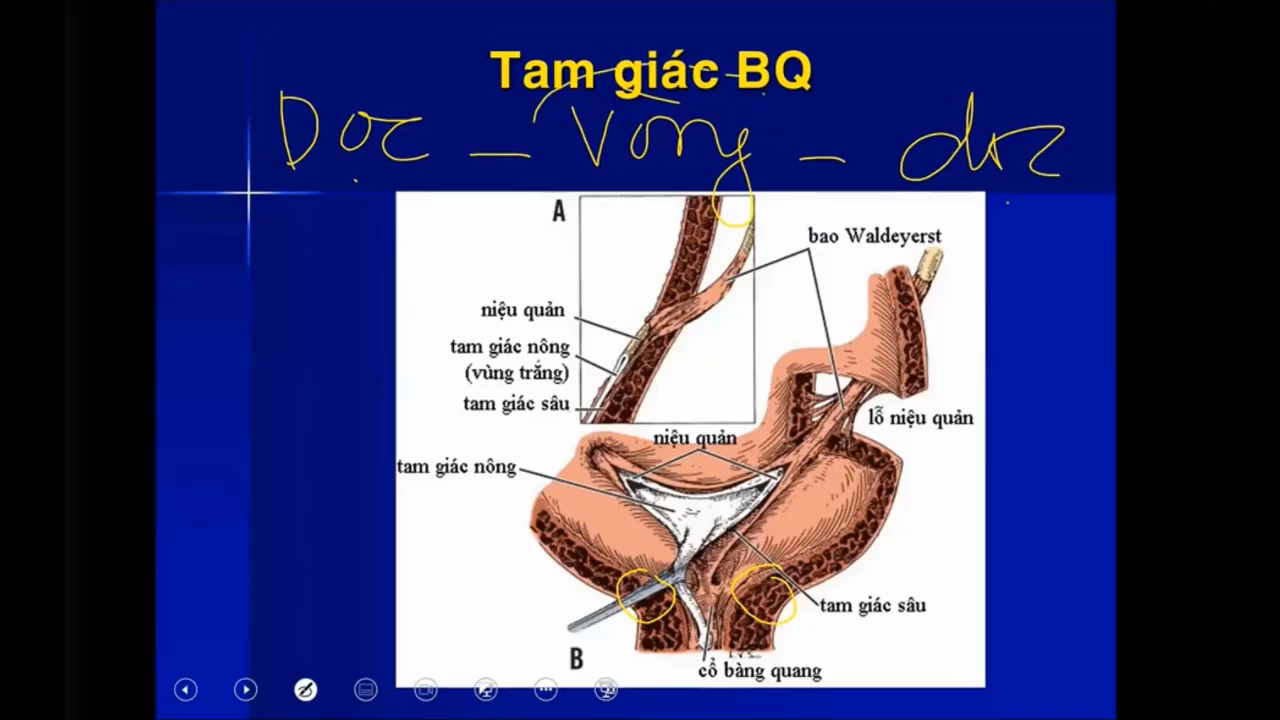 Tam giác BQ
Dọc - Vòng - dọc
A
bao Waldeyerst
niệu quản
tam giác nông
(vùng trắng)
tam giác sâu
lỗ niệu quản
niệu quản
tam giác nông
tam giác sâu
B
cổ bàng quang